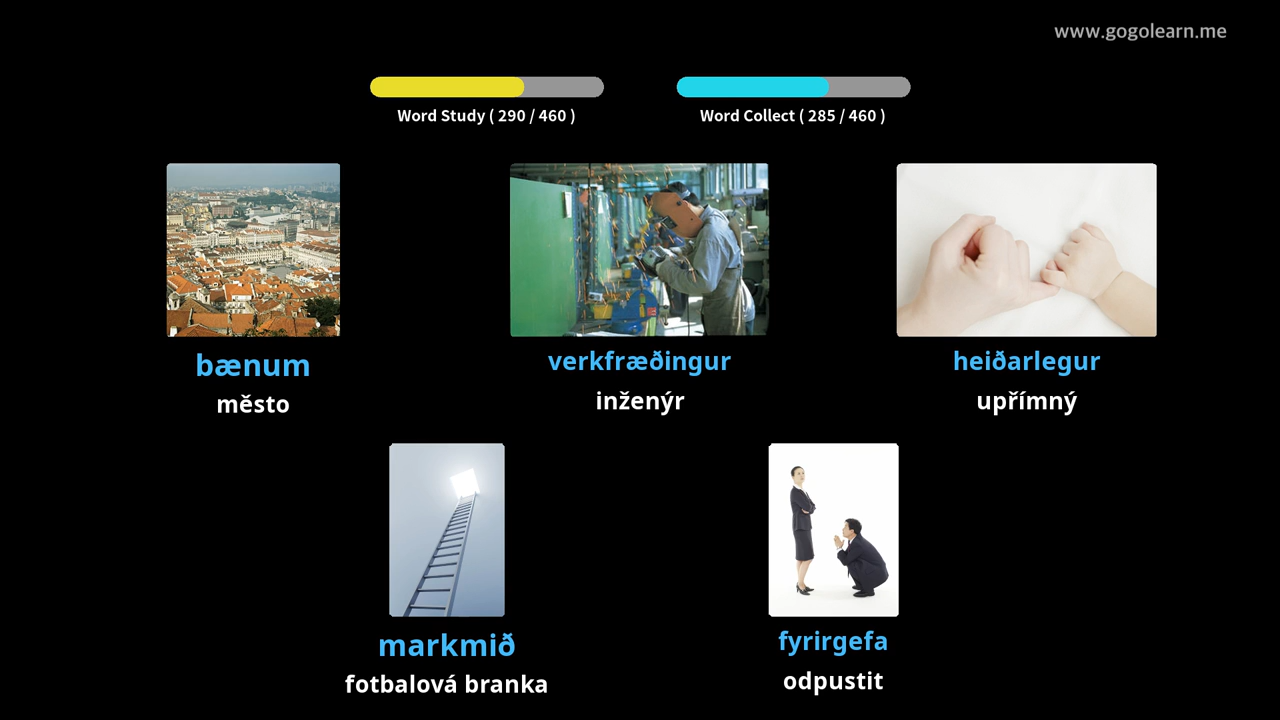 www.gogolearn.me
Word Study ( 290 / 460 )
Word Collect ( 285 / 460 )
bænum
město
verkfræðingur
inženýr
heiðarlegur
upřímný
markmið
fotbalová branka
fyrirgefa
odpustit